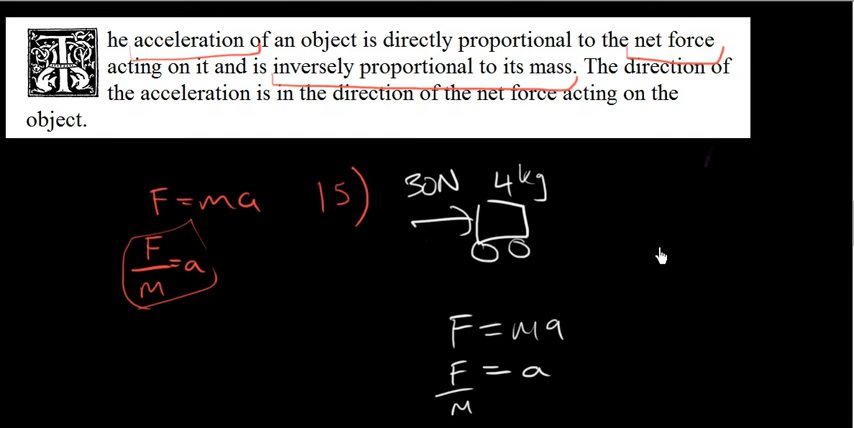 The acceleration of an object is directly proportional to the net force
acting on it and is inversely proportional to its mass. The direction of
the acceleration is in the direction of the net force acting on the
object.
F = ma
F/M = a
15)
30N 4kg
F = ma
F/M = a